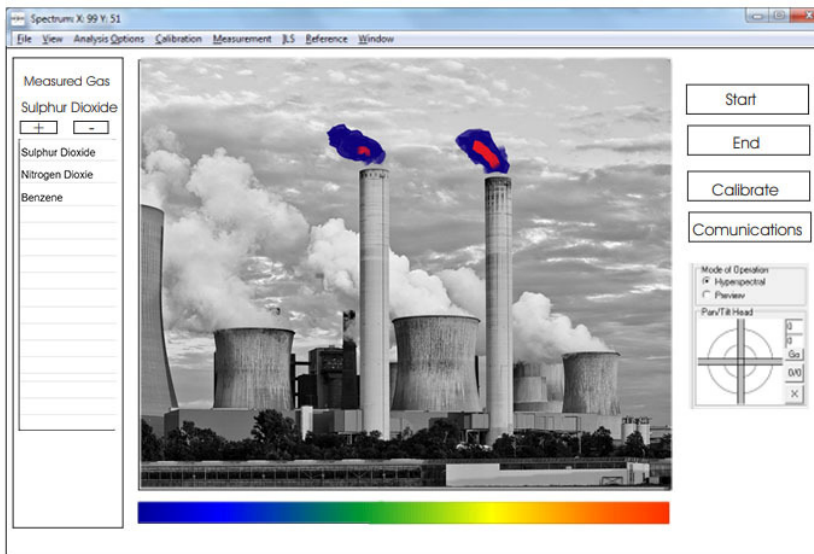 Spectrum: X: 99 Y: 51
File View Analysis Options Calibration Measurement JLS Reference Window
Measured Gas
Sulphur Dioxide
+ -
Sulphur Dioxide
Nitrogen Dioxie
Benzene
Start
End
Calibrate
Comunications
Mode of Operation
Hyperspectral
Preview
Pan/Tilt Head
0
0
Go
0/0
X